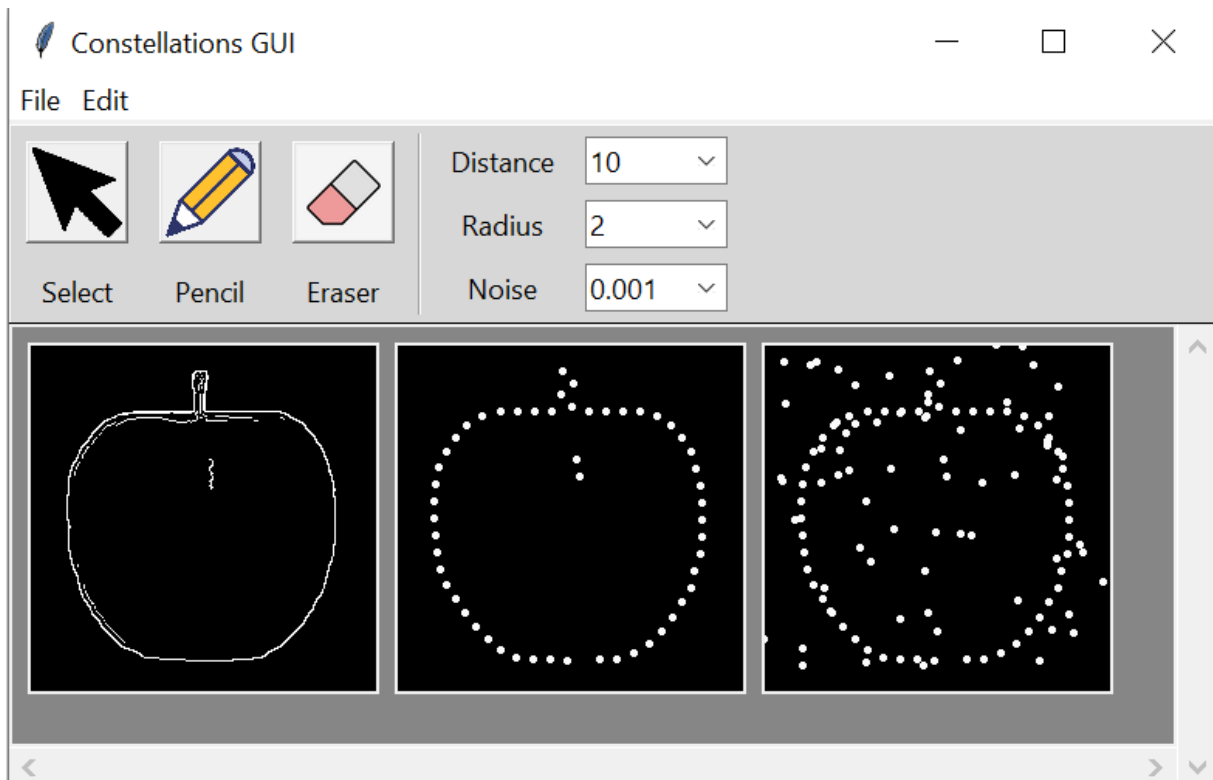 Constellations GUI
File Edit
Distance 10
Radius 2
Noise 0.001
Select Pencil Eraser